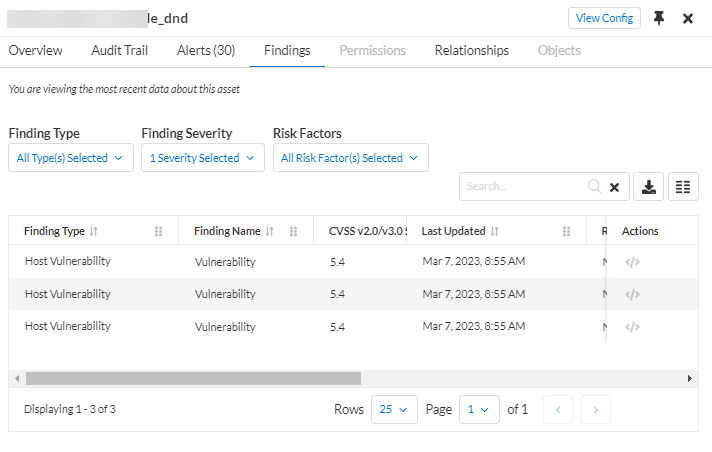 le_dnd
View Config
Overview Audit Trail Alerts (30) Findings Permissions Relationships Objects
You are viewing the most recent data about this asset
Finding Type Finding Severity Risk Factors
All Type(s) Selected 1 Severity Selected All Risk Factor(s) Selected
Search...
Finding Type Finding Name CVSS v2.0/v3.0 S Last Updated R Actions
Host Vulnerability Vulnerability 5.4 Mar 7, 2023, 8:55 AM N </>
Host Vulnerability Vulnerability 5.4 Mar 7, 2023, 8:55 AM N </>
Host Vulnerability Vulnerability 5.4 Mar 7, 2023, 8:55 AM N </>
Displaying 1 - 3 of 3 Rows 25 Page 1 of 1